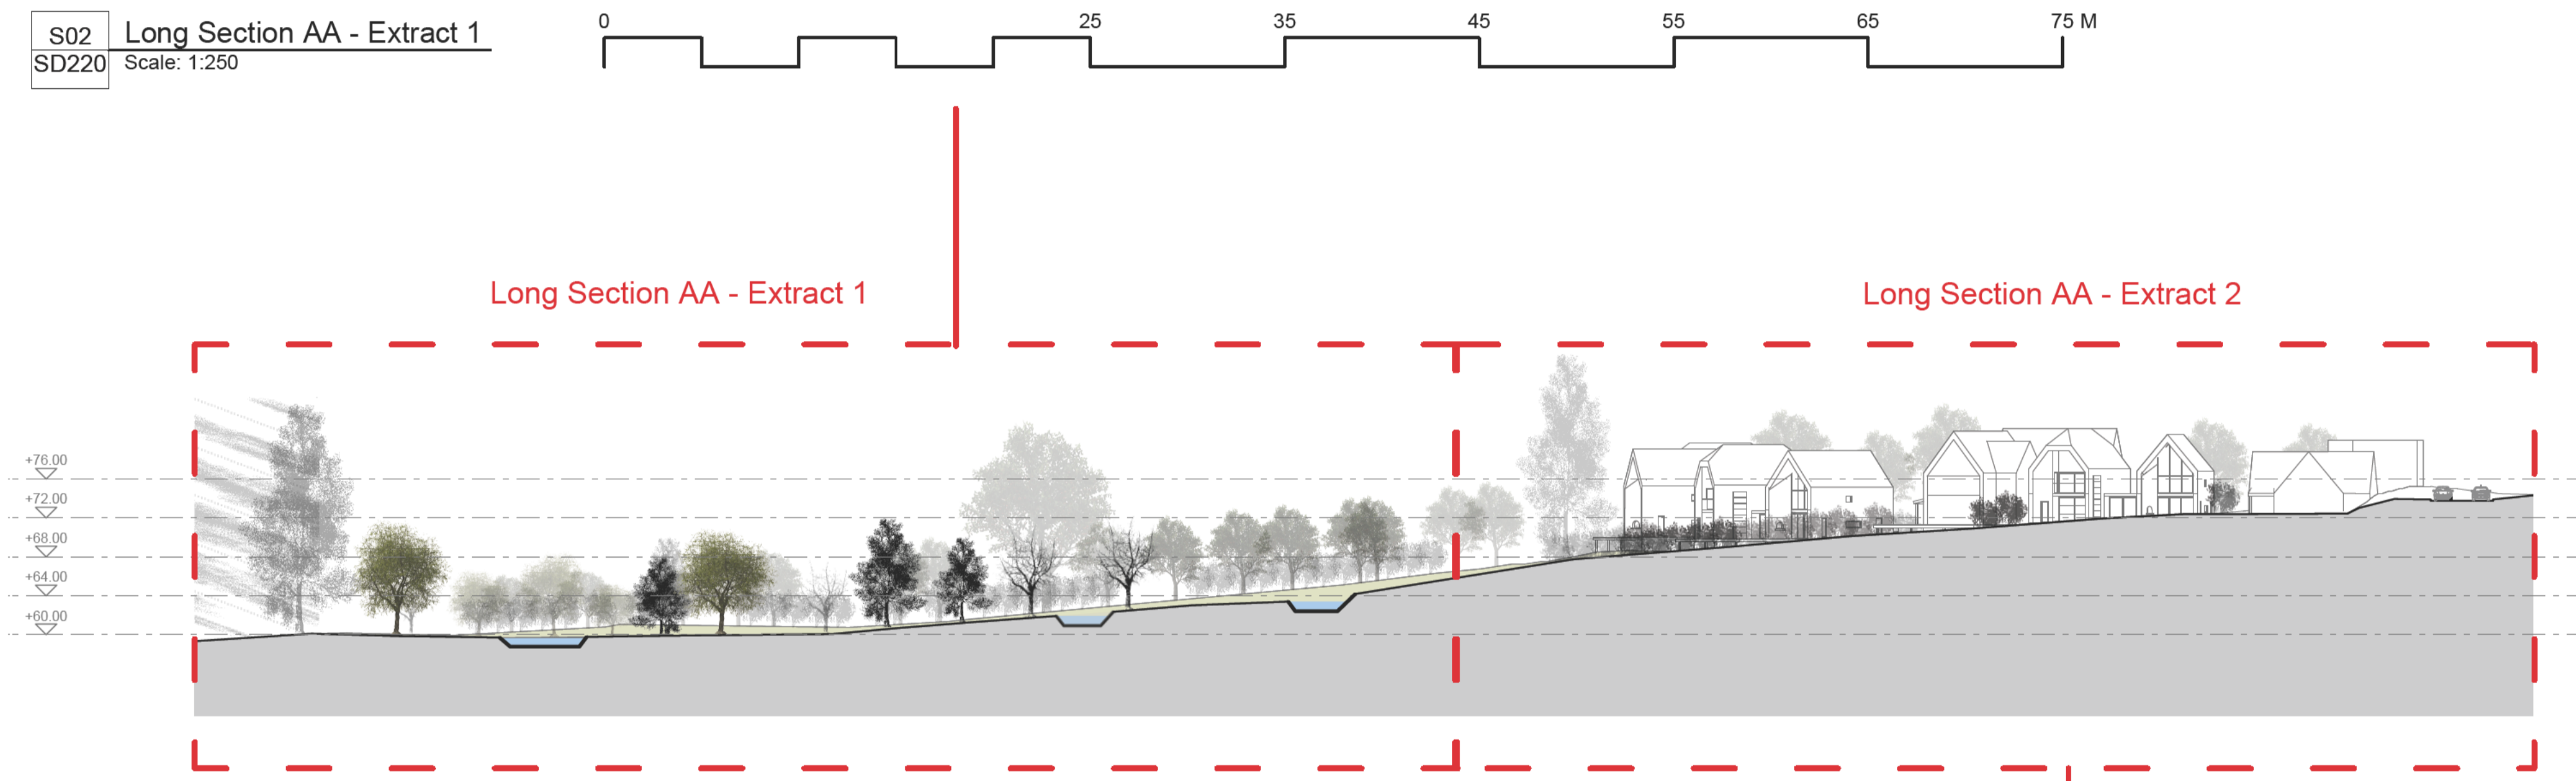 S02 Long Section AA - Extract 1
SD220 Scale: 1:250
0 25 35 45 55 65 75 M
Long Section AA - Extract 1
Long Section AA - Extract 2
+76.00
+72.00
+68.00
+64.00
+60.00